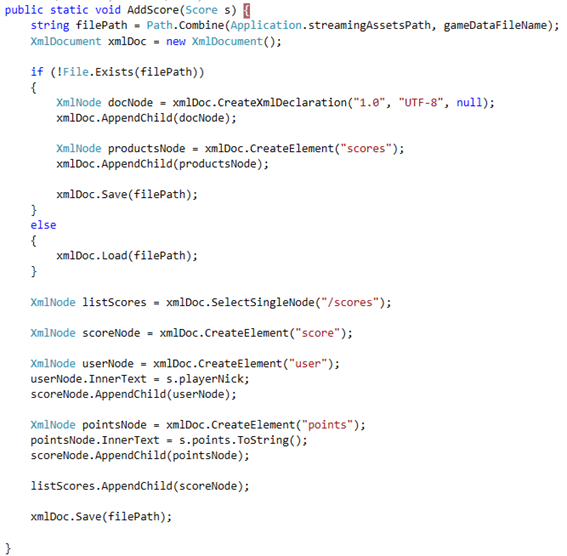 public static void AddScore(Score s) {
    string filePath = Path.Combine(Application.streamingAssetsPath, gameDataFileName);
    XmlDocument xmlDoc = new XmlDocument();

    if (!File.Exists(filePath))
    {
        XmlNode docNode = xmlDoc.CreateXmlDeclaration("1.0", "UTF-8", null);
        xmlDoc.AppendChild(docNode);

        XmlNode productsNode = xmlDoc.CreateElement("scores");
        xmlDoc.AppendChild(productsNode);

        xmlDoc.Save(filePath);
    }
    else
    {
        xmlDoc.Load(filePath);
    }

    XmlNode listScores = xmlDoc.SelectSingleNode("/scores");

    XmlNode scoreNode = xmlDoc.CreateElement("score");

    XmlNode userNode = xmlDoc.CreateElement("user");
    userNode.InnerText = s.playerNick;
    scoreNode.AppendChild(userNode);

    XmlNode pointsNode = xmlDoc.CreateElement("points");
    pointsNode.InnerText = s.points.ToString();
    scoreNode.AppendChild(pointsNode);

    listScores.AppendChild(scoreNode);

    xmlDoc.Save(filePath);

}